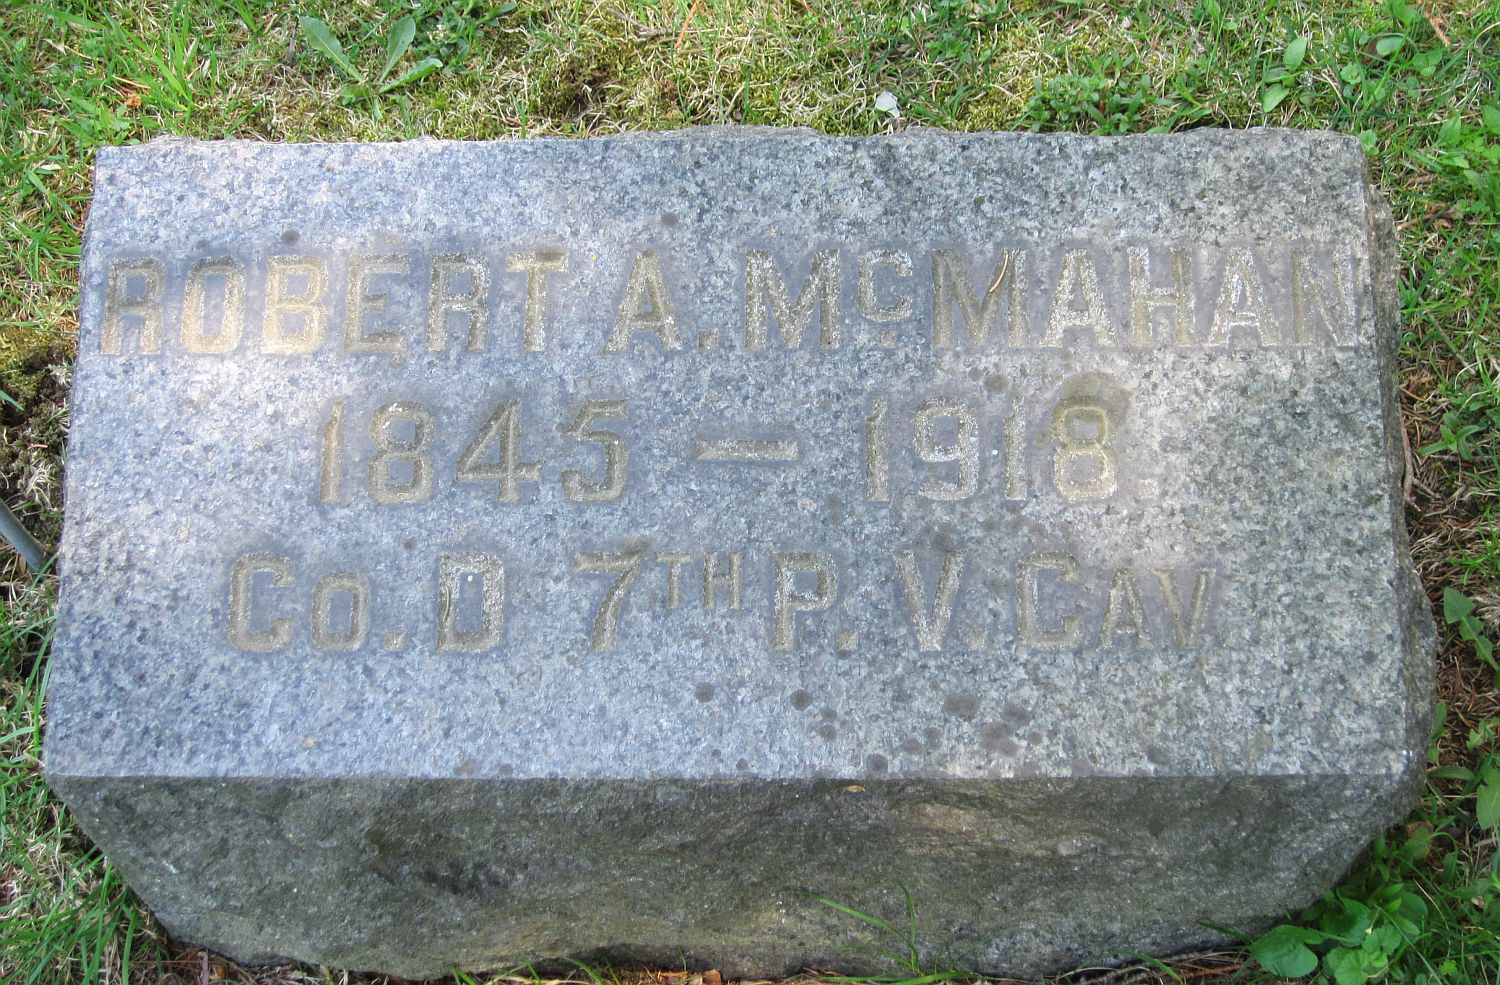 ROBERT A. McMAHAN
1845 — 1918.
Co. D 7TH P. V. CAV.